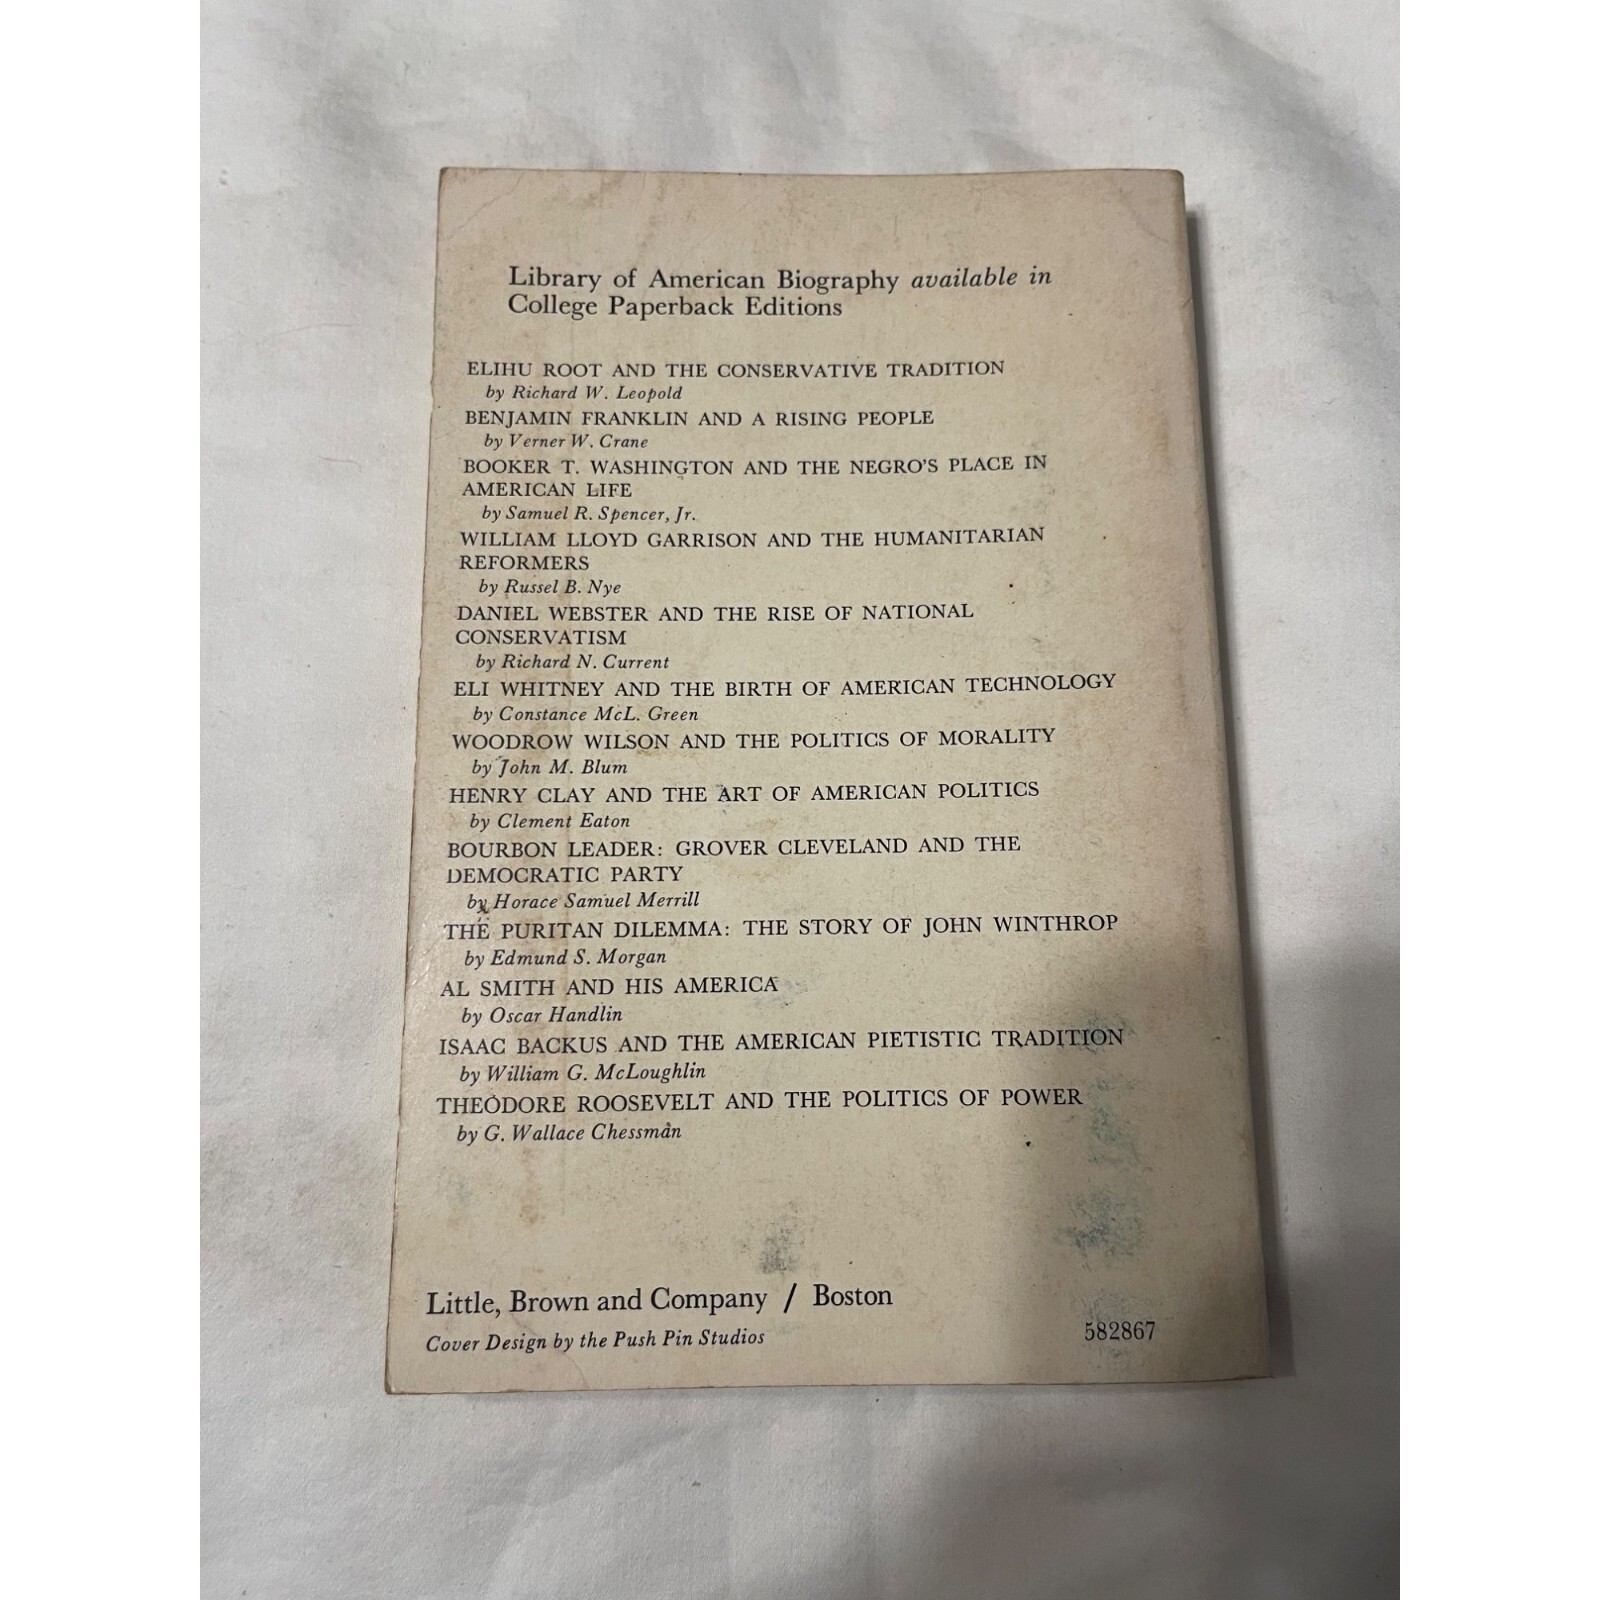 Library of American Biography available in
College Paperback Editions
ELIHU ROOT AND THE CONSERVATIVE TRADITION
by Richard W. Leopold
BENJAMIN FRANKLIN AND A RISING PEOPLE
by Verner W. Crane
BOOKER T. WASHINGTON AND THE NEGRO'S PLACE IN
AMERICAN LIFE
by Samuel R. Spencer, Jr.
WILLIAM LLOYD GARRISON AND THE HUMANITARIAN
REFORMERS
by Russel B. Nye
DANIEL WEBSTER AND THE RISE OF NATIONAL
CONSERVATISM
by Richard N. Current
ELI WHITNEY AND THE BIRTH OF AMERICAN TECHNOLOGY
by Constance McL. Green
WOODROW WILSON AND THE POLITICS OF MORALITY
by John M. Blum
HENRY CLAY AND THE ART OF AMERICAN POLITICS
by Clement Eaton
BOURBON LEADER: GROVER CLEVELAND AND THE
DEMOCRATIC PARTY
by Horace Samuel Merrill
THE PURITAN DILEMMA: THE STORY OF JOHN WINTHROP
by Edmund S. Morgan
AL SMITH AND HIS AMERICA
by Oscar Handlin
ISAAC BACKUS AND THE AMERICAN PIETISTIC TRADITION
by William G. McLoughlin
THEODORE ROOSEVELT AND THE POLITICS OF POWER
by G. Wallace Chessman
Little, Brown and Company / Boston
Cover Design by the Push Pin Studios
582867